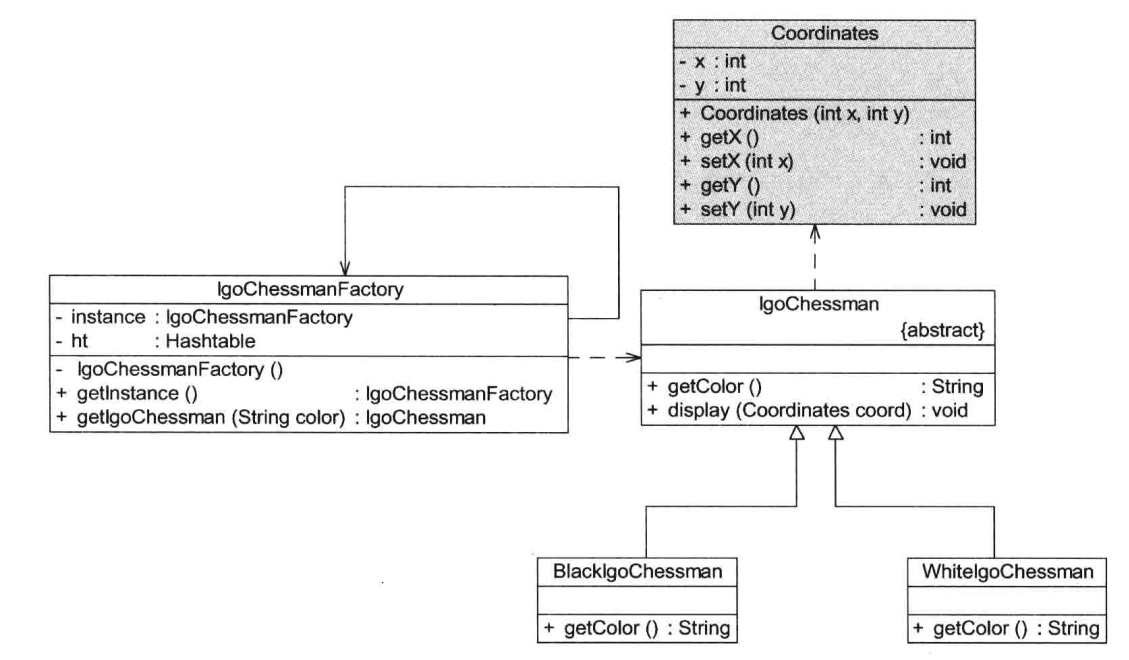 Coordinates
- x : int
- y : int
+ Coordinates (int x, int y)
+ getX () : int
+ setX (int x) : void
+ getY () : int
+ setY (int y) : void
IgoChessmanFactory
- instance : IgoChessmanFactory
- ht : Hashtable
- IgoChessmanFactory ()
+ getInstance () : IgoChessmanFactory
+ getIgoChessman (String color) : IgoChessman
IgoChessman
{abstract}
+ getColor () : String
+ display (Coordinates coord) : void
BlackIgoChessman
+ getColor () : String
WhiteIgoChessman
+ getColor () : String